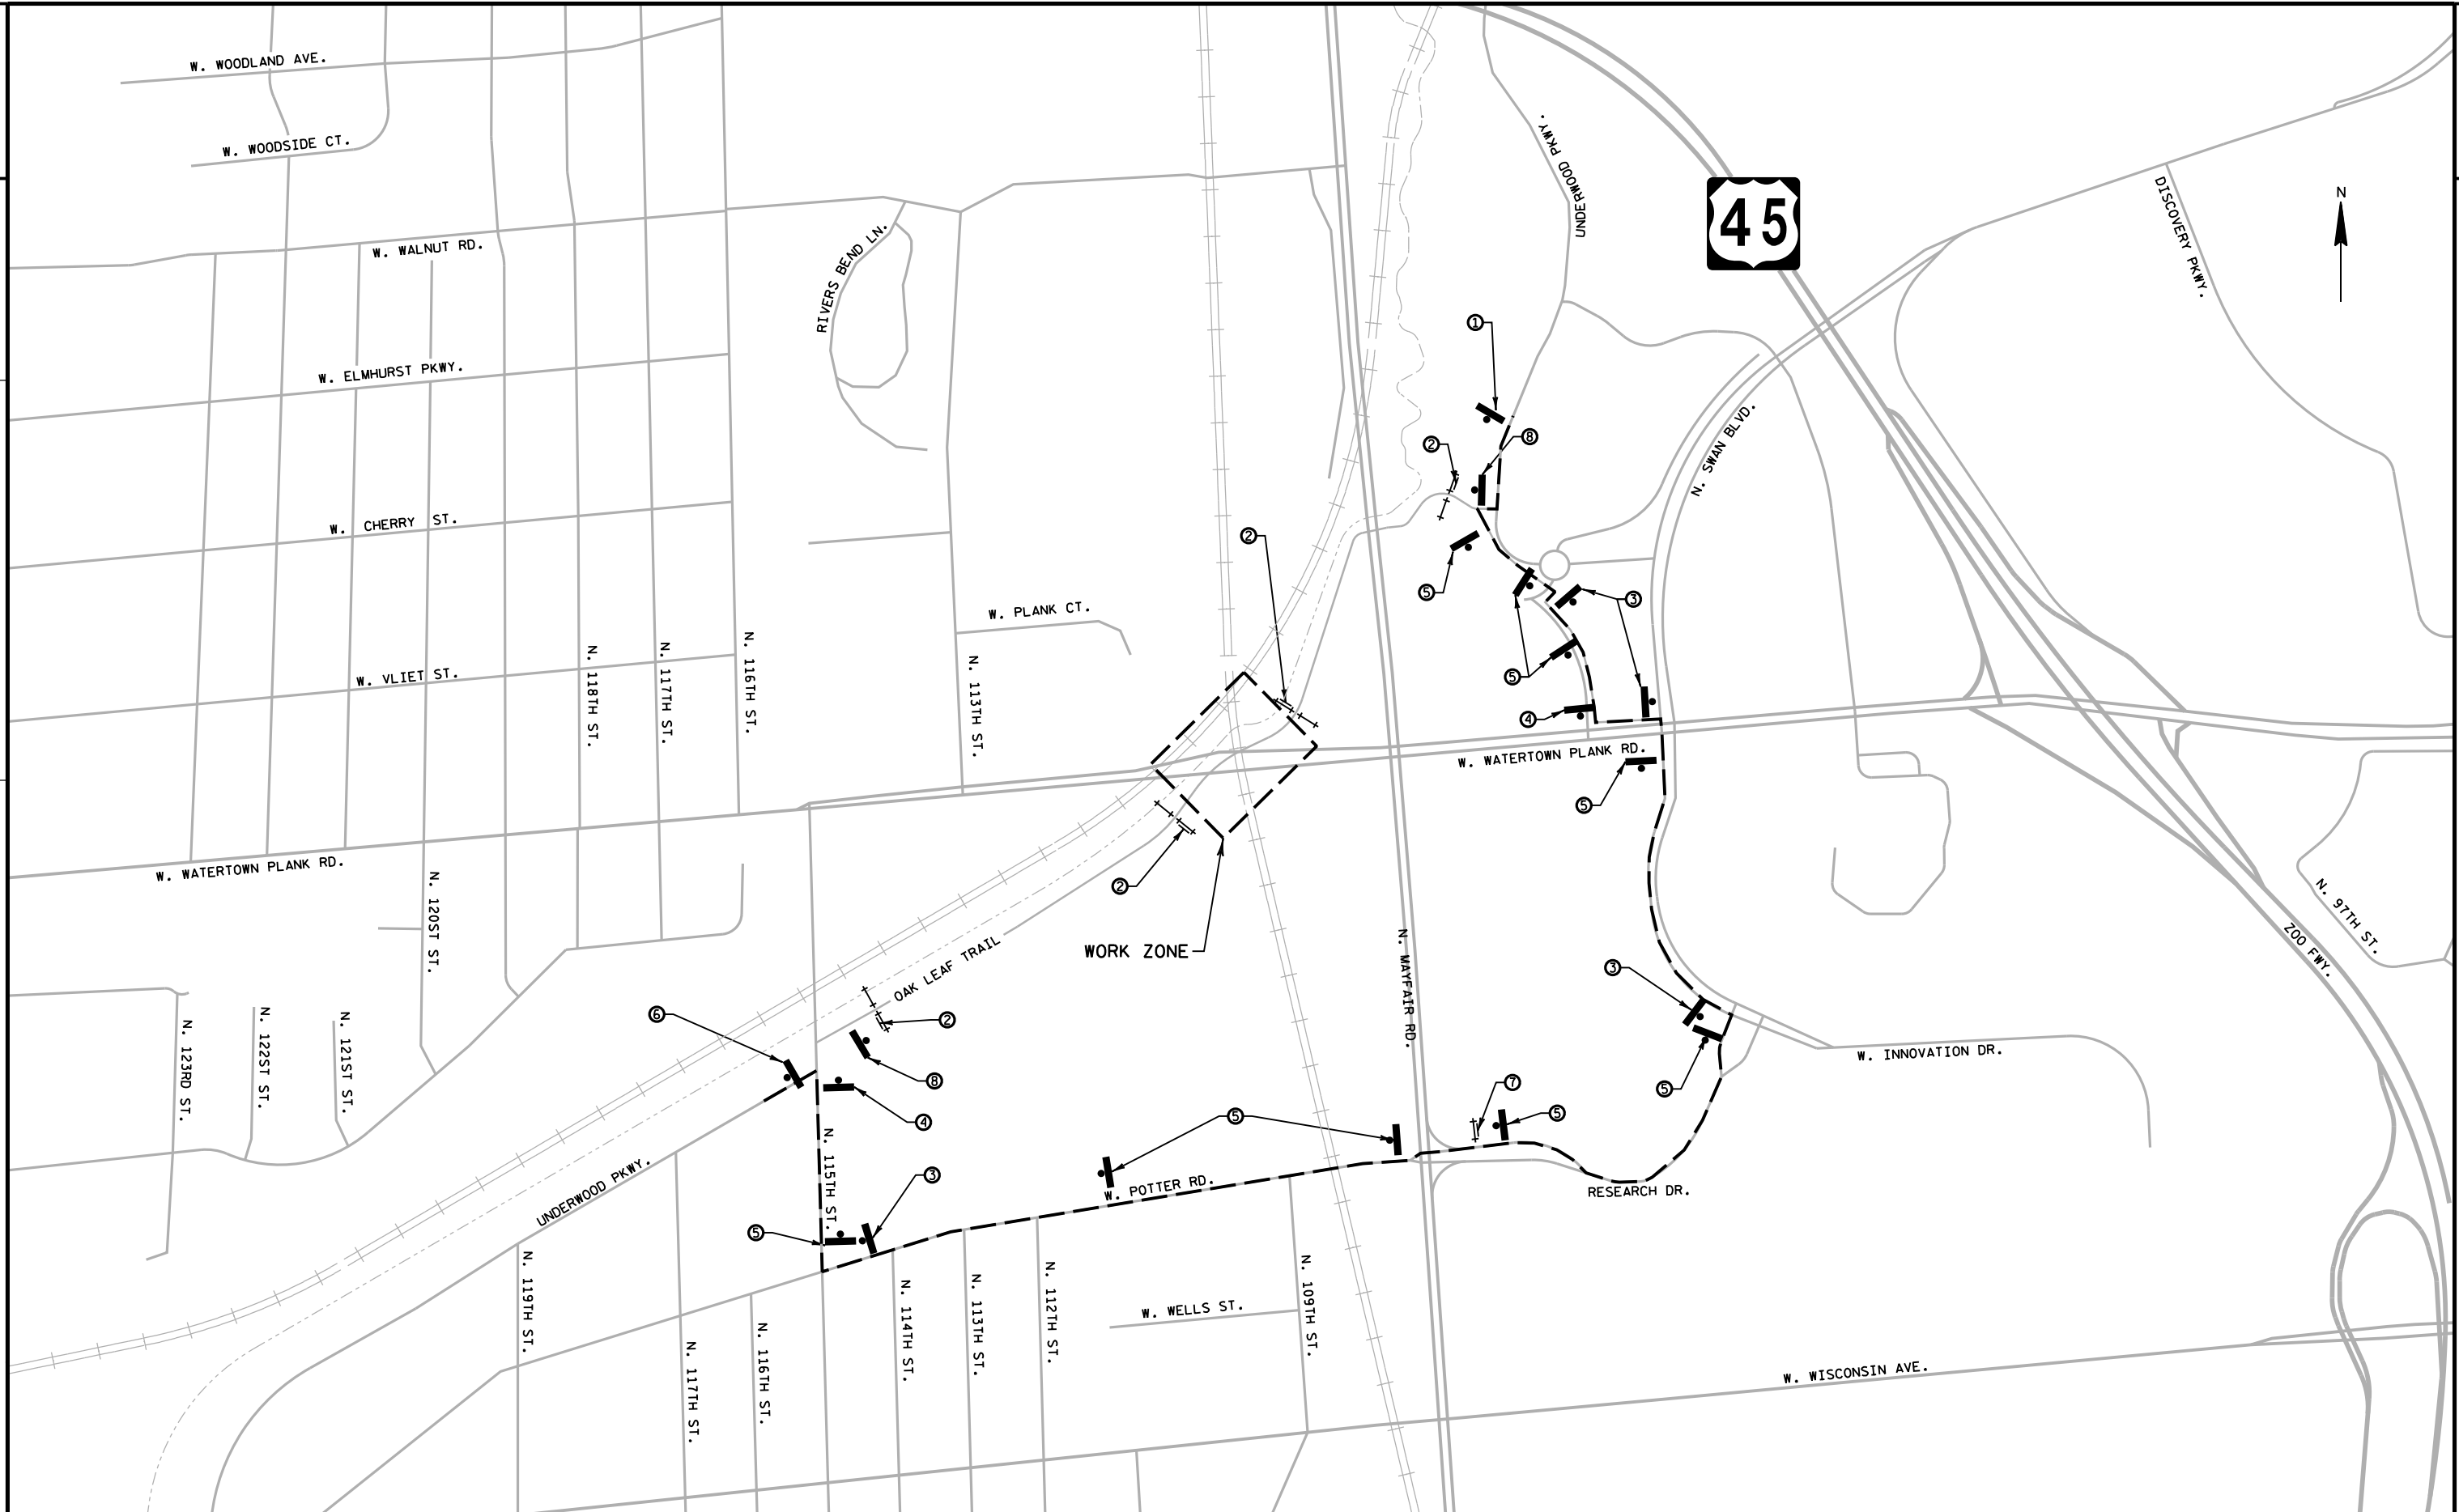 W. WOODLAND AVE.
W. WOODSIDE CT.
UNDERWOOD PKWY.
45
DISCOVERY PKWY.
N
W. WALNUT RD.
RIVERS BEND LN.
1
W. ELMHURST PKWY.
2
8
N. SWAN BLVD.
W. CHERRY ST.
2
5
3
W. PLANK CT.
N. 118TH ST.
N. 117TH ST.
N. 116TH ST.
N. 113TH ST.
W. VLIET ST.
5
4
W. WATERTOWN PLANK RD.
5
W. WATERTOWN PLANK RD.
N. 120ST ST.
2
N. 97TH ST.
ZOO FWY.
WORK ZONE
OAK LEAF TRAIL
N. MAYFAIR RD.
3
6
2
N. 123RD ST.
N. 122ST ST.
N. 121ST ST.
W. INNOVATION DR.
8
7
5
5
4
5
N. 115TH ST.
UNDERWOOD PKWY.
3
W. POTTER RD.
RESEARCH DR.
5
N. 119TH ST.
N. 114TH ST.
N. 113TH ST.
N. 112TH ST.
N. 109TH ST.
W. WELLS ST.
N. 117TH ST.
N. 116TH ST.
W. WISCONSIN AVE.